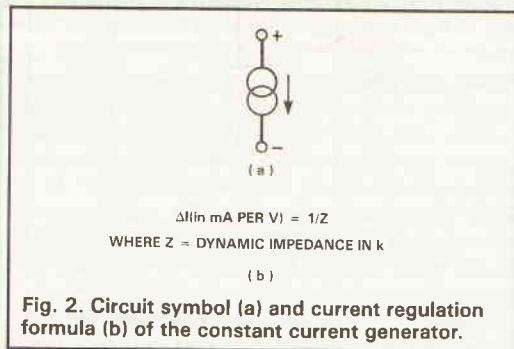 +
−
(a)
ΔI(in mA PER V) = 1/Z
WHERE Z = DYNAMIC IMPEDANCE IN k
(b)
Fig. 2. Circuit symbol (a) and current regulation
formula (b) of the constant current generator.